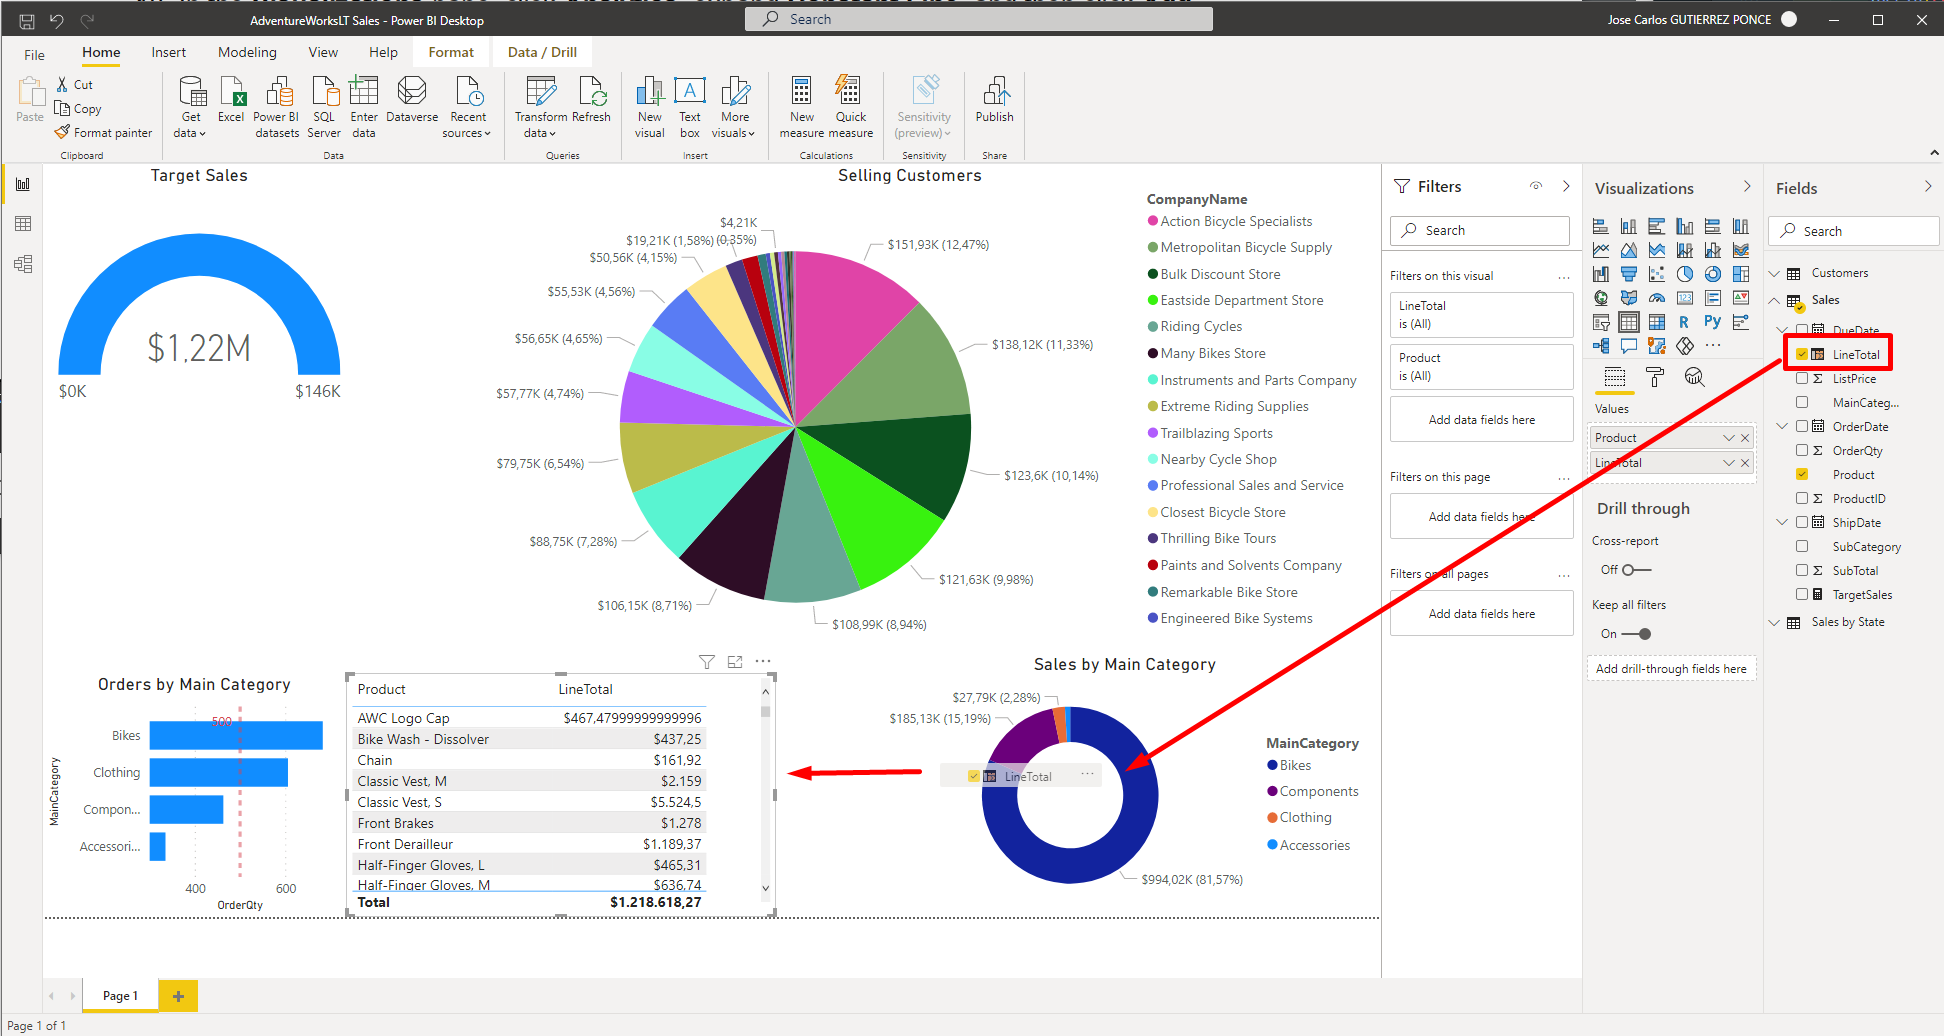 AdventureWorksLT Sales - Power BI Desktop
Search
Jose Carlos GUTIERREZ PONCE
File
Home
Insert
Modeling
View
Help
Format
Data / Drill
Paste
Cut
Copy
Format painter
Clipboard
Get data
Excel
Power BI datasets
SQL Server
Enter data
Dataverse
Recent sources
Data
Transform data
Refresh
Queries
New visual
Text box
More visuals
Insert
New measure
Quick measure
Calculations
Sensitivity (preview)
Sensitivity
Publish
Share
Target Sales
$1,22M
$0K
$146K
Selling Customers
$4,21K
(0,35%)
$19,21K (1,58%)
$50,56K (4,15%)
$55,53K (4,56%)
$56,65K (4,65%)
$57,77K (4,74%)
$79,75K (6,54%)
$88,75K (7,28%)
$106,15K (8,71%)
$108,99K (8,94%)
$121,63K (9,98%)
$123,6K (10,14%)
$138,12K (11,33%)
$151,93K (12,47%)
CompanyName
Action Bicycle Specialists
Metropolitan Bicycle Supply
Bulk Discount Store
Eastside Department Store
Riding Cycles
Many Bikes Store
Instruments and Parts Company
Extreme Riding Supplies
Trailblazing Sports
Nearby Cycle Shop
Professional Sales and Service
Closest Bicycle Store
Thrilling Bike Tours
Paints and Solvents Company
Remarkable Bike Store
Engineered Bike Systems
Orders by Main Category
MainCategory
500
Bikes
Clothing
Compon...
Accessori...
400
600
OrderQty
Product LineTotal
AWC Logo Cap $467,47999999999996
Bike Wash - Dissolver $437,25
Chain $161,92
Classic Vest, M $2.159
Classic Vest, S $5.524,5
Front Brakes $1.278
Front Derailleur $1.189,37
Half-Finger Gloves, L $465,31
Half-Finger Gloves, M $636,74
Total $1.218.618,27
Sales by Main Category
$27,79K (2,28%)
$185,13K (15,19%)
$994,02K (81,57%)
LineTotal
MainCategory
Bikes
Components
Clothing
Accessories
Filters
Search
Filters on this visual
LineTotal
is (All)
Product
is (All)
Add data fields here
Filters on this page
Add data fields here
Filters on all pages
Add data fields here
Visualizations
123
R
Py
Values
Product
LineTotal
Drill through
Cross-report
Off
Keep all filters
On
Add drill-through fields here
Fields
Search
Customers
Sales
DueDate
LineTotal
ListPrice
MainCateg...
OrderDate
OrderQty
Product
ProductID
ShipDate
SubCategory
SubTotal
TargetSales
Sales by State
Page 1
Page 1 of 1